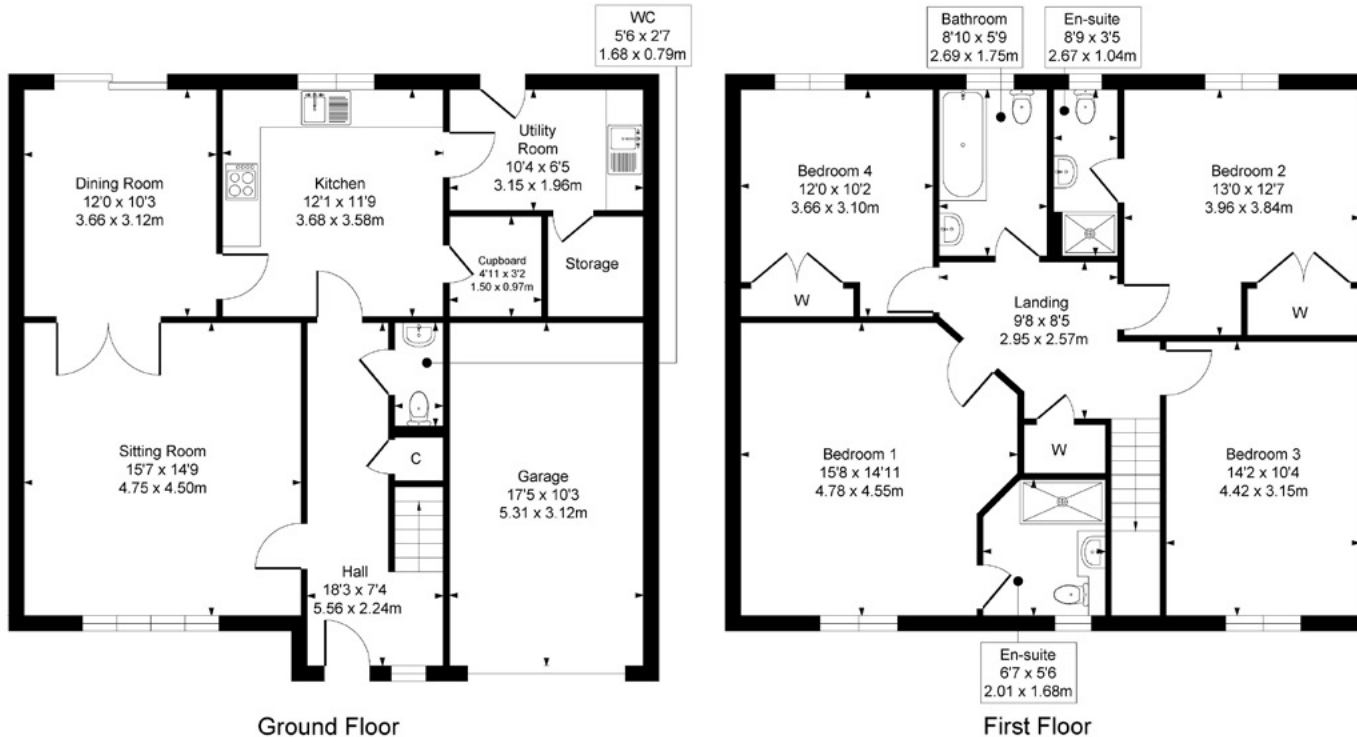 WC
5'6 x 2'7
1.68 x 0.79m
Dining Room
12'0 x 10'3
3.66 x 3.12m
Kitchen
12'1 x 11'9
3.68 x 3.58m
Utility
Room
10'4 x 6'5
3.15 x 1.96m
Cupboard
4'11 x 3'2
1.50 x 0.97m
Storage
Sitting Room
15'7 x 14'9
4.75 x 4.50m
C
Garage
17'5 x 10'3
5.31 x 3.12m
Hall
18'3 x 7'4
5.56 x 2.24m
Ground Floor
Bathroom
8'10 x 5'9
2.69 x 1.75m
En-suite
8'9 x 3'5
2.67 x 1.04m
Bedroom 4
12'0 x 10'2
3.66 x 3.10m
Bedroom 2
13'0 x 12'7
3.96 x 3.84m
W
Landing
9'8 x 8'5
2.95 x 2.57m
W
Bedroom 1
15'8 x 14'11
4.78 x 4.55m
W
Bedroom 3
14'2 x 10'4
4.42 x 3.15m
En-suite
6'7 x 5'6
2.01 x 1.68m
First Floor